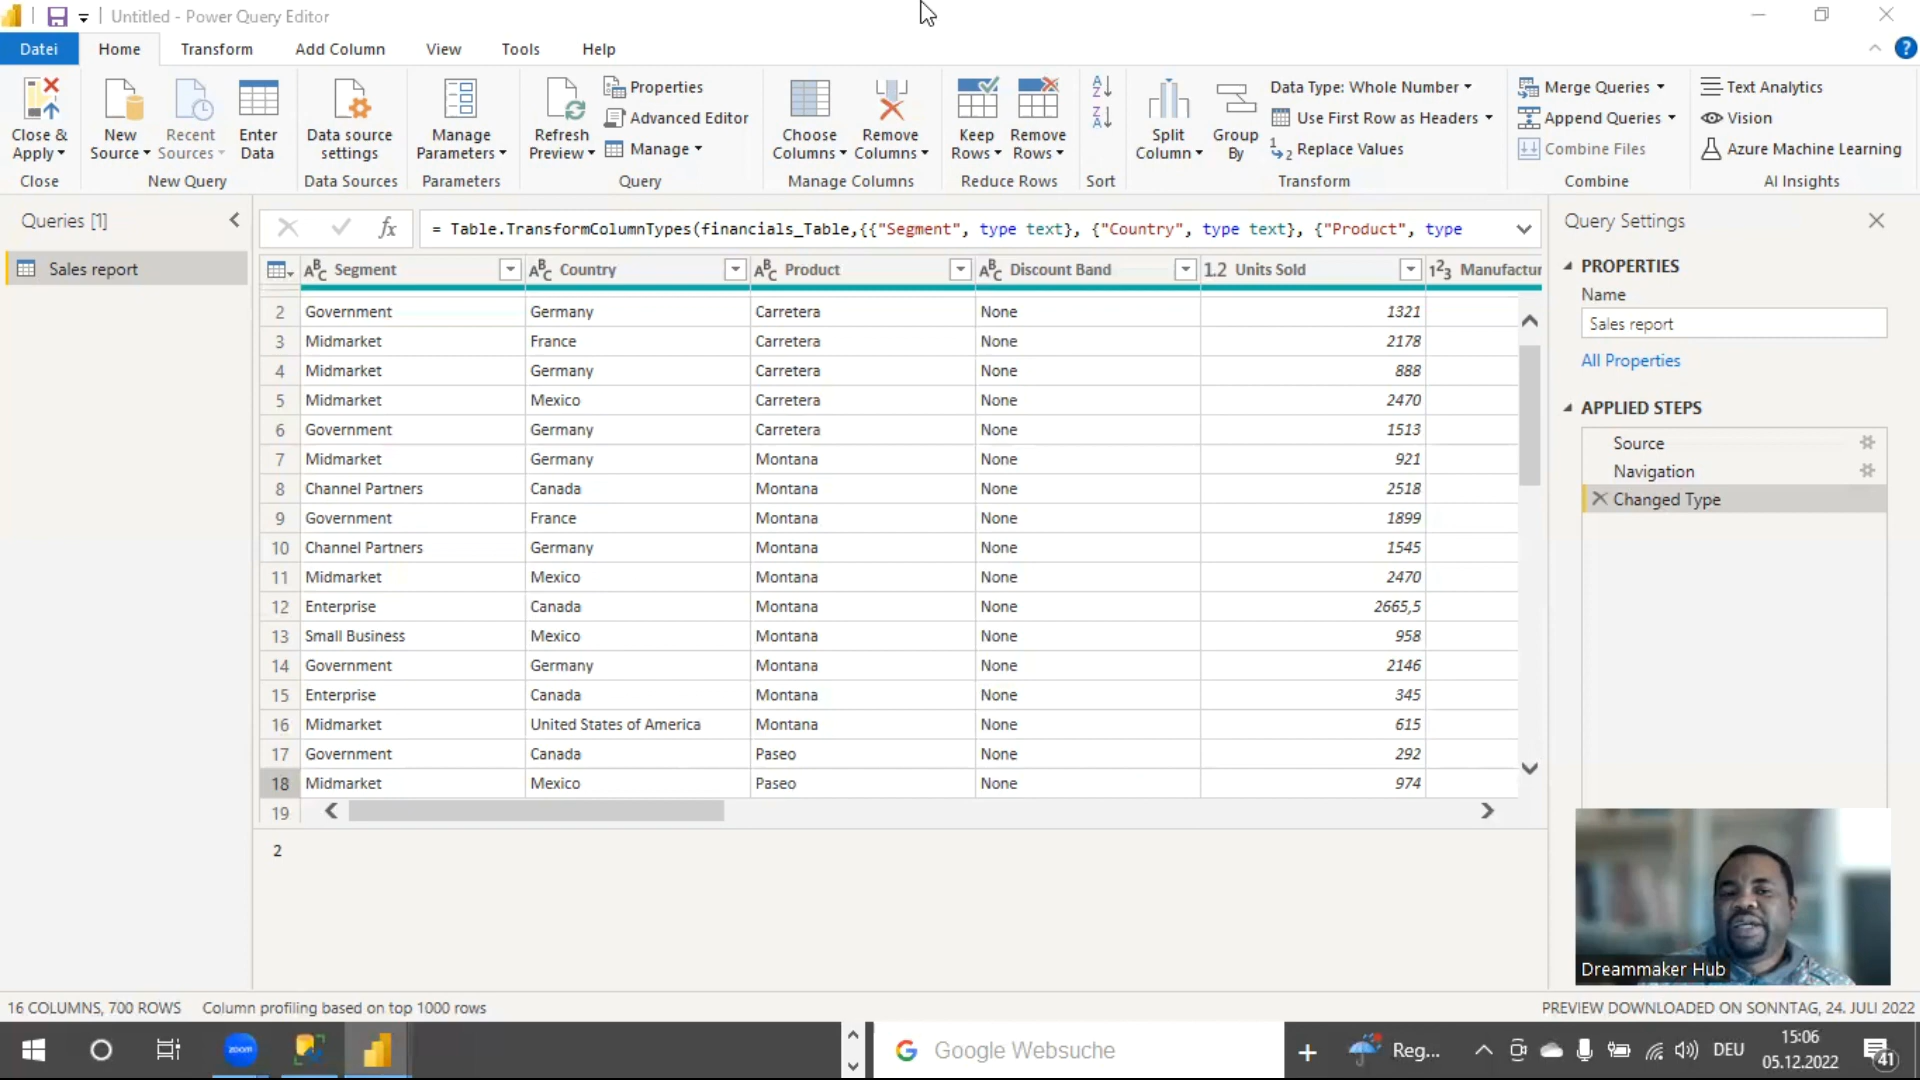 Untitled - Power Query Editor
Datei Home Transform Add Column View Tools Help
Close & Apply
New Source
Recent Sources
Enter Data
Data source settings
Manage Parameters
Refresh Preview
Properties
Advanced Editor
Manage
Choose Columns
Remove Columns
Keep Rows
Remove Rows
Split Column
Group By
Data Type: Whole Number
Use First Row as Headers
Replace Values
Merge Queries
Append Queries
Combine Files
Text Analytics
Vision
Azure Machine Learning
Close New Query Data Sources Parameters Query Manage Columns Reduce Rows Sort Transform Combine AI Insights
Queries [1]
Sales report
fx = Table.TransformColumnTypes(financials_Table,{{"Segment", type text}, {"Country", type text}, {"Product", type
ABC Segment ABC Country ABC Product ABC Discount Band 1.2 Units Sold 123 Manufactur
2 Government Germany Carretera None 1321
3 Midmarket France Carretera None 2178
4 Midmarket Germany Carretera None 888
5 Midmarket Mexico Carretera None 2470
6 Government Germany Carretera None 1513
7 Midmarket Germany Montana None 921
8 Channel Partners Canada Montana None 2518
9 Government France Montana None 1899
10 Channel Partners Germany Montana None 1545
11 Midmarket Mexico Montana None 2470
12 Enterprise Canada Montana None 2665,5
13 Small Business Mexico Montana None 958
14 Government Germany Montana None 2146
15 Enterprise Canada Montana None 345
16 Midmarket United States of America Montana None 615
17 Government Canada Paseo None 292
18 Midmarket Mexico Paseo None 974
19
2
Query Settings
PROPERTIES
Name
Sales report
All Properties
APPLIED STEPS
Source
Navigation
Changed Type
Dreammaker Hub
16 COLUMNS, 700 ROWS Column profiling based on top 1000 rows
PREVIEW DOWNLOADED ON SONNTAG, 24. JULI 2022
zoom
Google Websuche
Reg...
DEU
15:06
05.12.2022
41